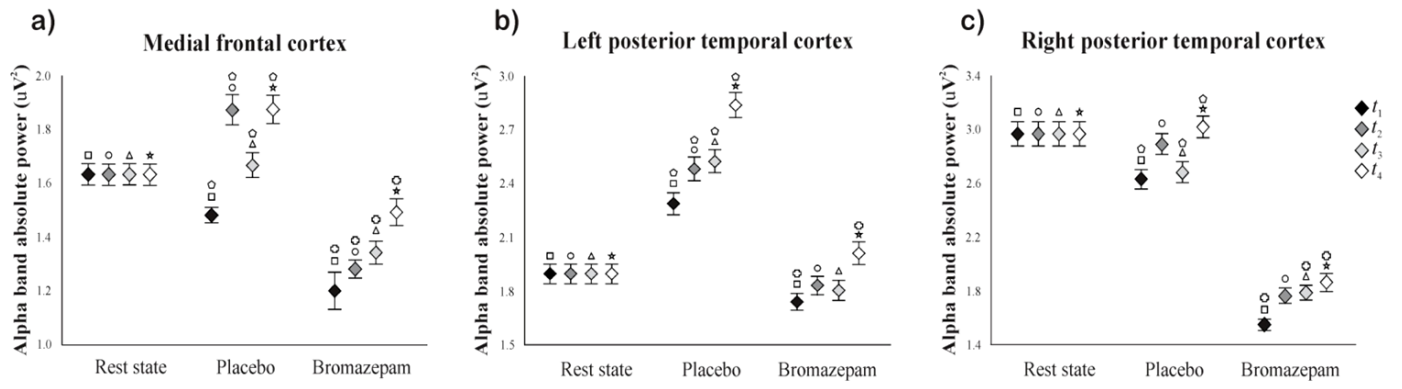 a)
Medial frontal cortex
Alpha band absolute power (uV²)
2.0
1.8
1.6
1.4
1.2
1.0
Rest state Placebo Bromazepam
b)
Left posterior temporal cortex
Alpha band absolute power (uV²)
3.0
2.7
2.4
2.1
1.8
1.5
Rest state Placebo Bromazepam
c)
Right posterior temporal cortex
Alpha band absolute power (uV²)
3.4
3.0
2.6
2.2
1.8
1.4
Rest state Placebo Bromazepam
t₁
t₂
t₃
t₄